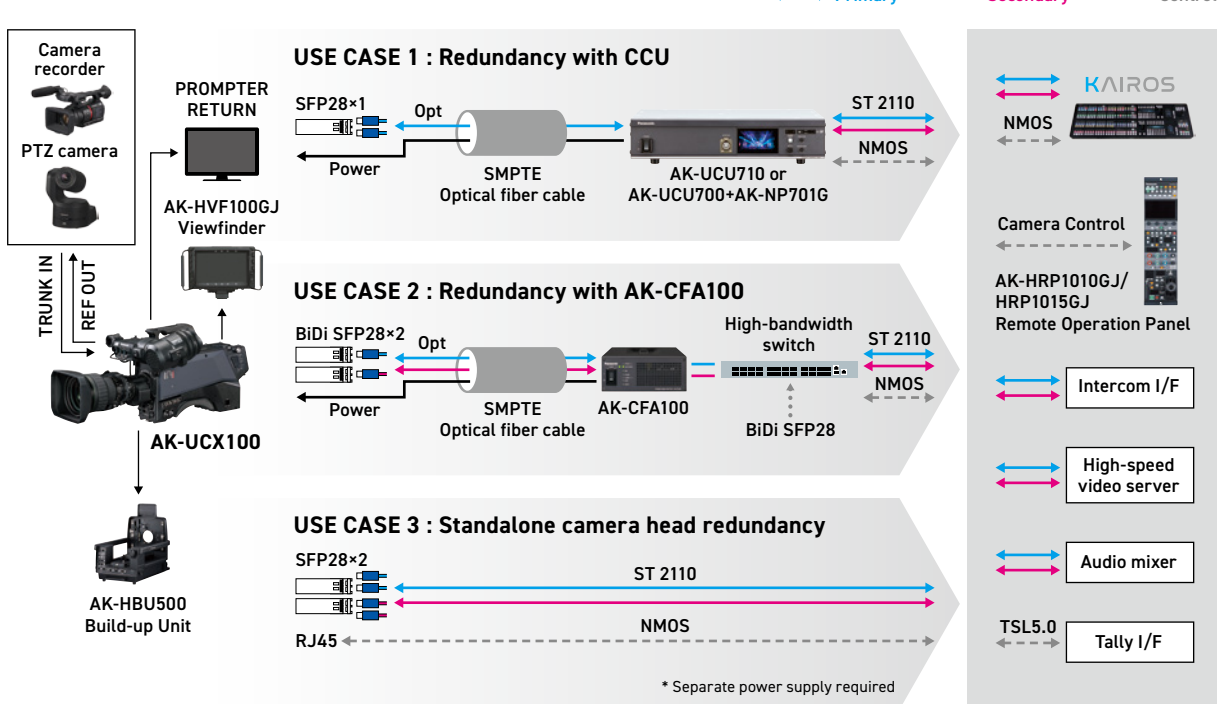 Primary
Secondary
Control
Camera
recorder
PTZ camera
PROMPTER
RETURN
AK-HVF100GJ
Viewfinder
TRUNK IN
REF OUT
AK-UCX100
AK-HBU500
Build-up Unit
USE CASE 1 : Redundancy with CCU
SFP28×1
Opt
Power
SMPTE
Optical fiber cable
AK-UCU710 or
AK-UCU700+AK-NP701G
ST 2110
NMOS
USE CASE 2 : Redundancy with AK-CFA100
BiDi SFP28×2
Opt
Power
SMPTE
Optical fiber cable
AK-CFA100
High-bandwidth
switch
BiDi SFP28
ST 2110
NMOS
USE CASE 3 : Standalone camera head redundancy
SFP28×2
ST 2110
RJ45
NMOS
* Separate power supply required
KAIROS
NMOS
Camera Control
AK-HRP1010GJ/
HRP1015GJ
Remote Operation Panel
Intercom I/F
High-speed
video server
Audio mixer
TSL5.0
Tally I/F